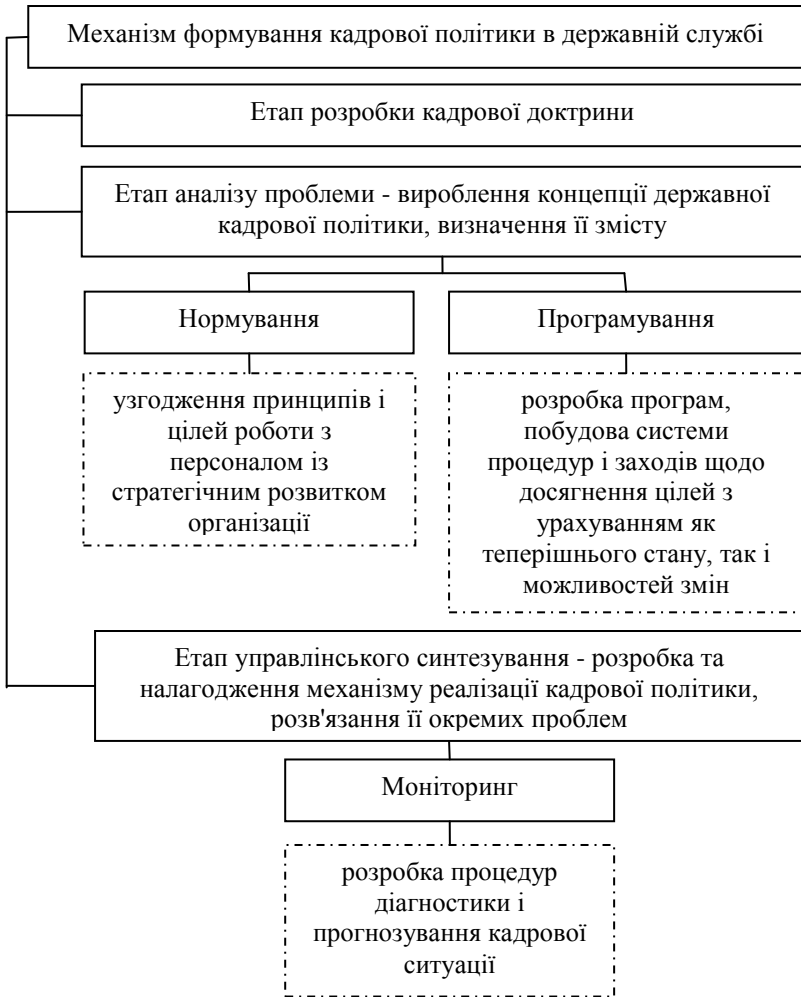 Механізм формування кадрової політики в державній службі
Етап розробки кадрової доктрини
Етап аналізу проблеми - вироблення концепції державної
кадрової політики, визначення її змісту
Нормування
Програмування
узгодження принципів і
цілей роботи з
персоналом із
стратегічним розвитком
організації
розробка програм,
побудова системи
процедур і заходів щодо
досягнення цілей з
урахуванням як
теперішнього стану, так і
можливостей змін
Етап управлінського синтезування - розробка та
налагодження механізму реалізації кадрової політики,
розв'язання її окремих проблем
Моніторинг
розробка процедур
діагностики і
прогнозування кадрової
ситуації